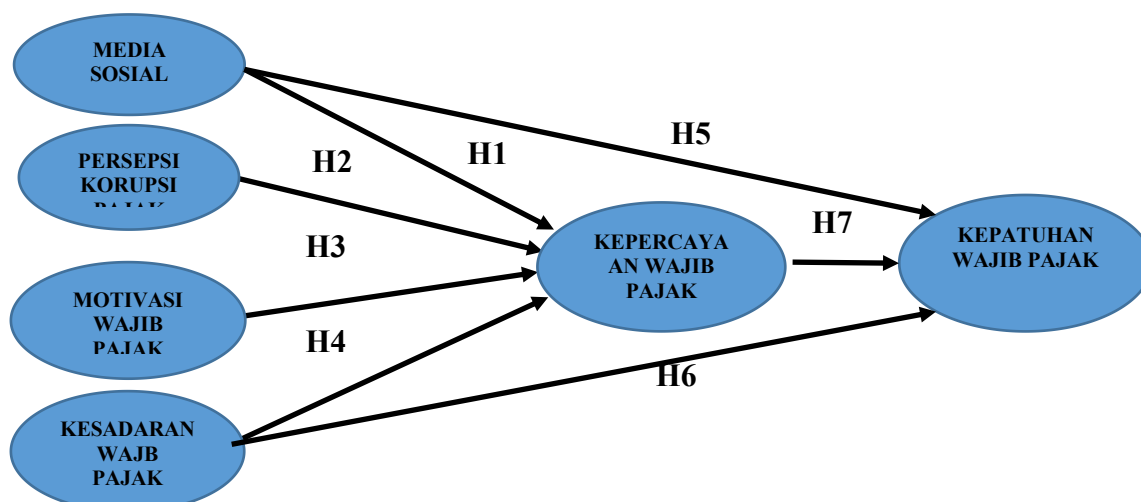 MEDIA
SOSIAL
H5
H1
H2
PERSEPSI
KORUPSI
PAJAK
H7
KEPERCAYA
AN WAJIB
PAJAK
KEPATUHAN
WAJIB PAJAK
H3
MOTIVASI
WAJIB
PAJAK
H4
H6
KESADARAN
WAJB
PAJAK